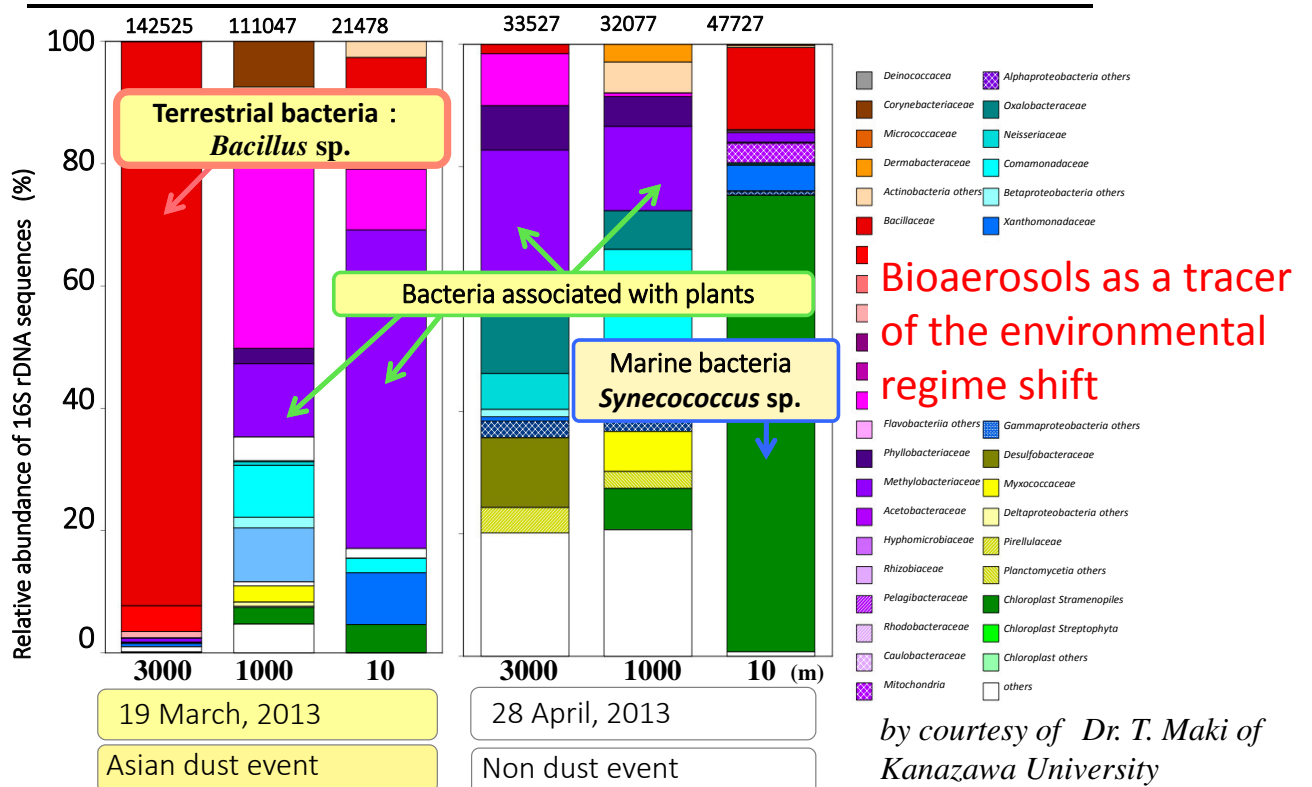 142525 111047 21478 33527 32077 47727
Relative abundance of 16S rDNA sequences (%)
100
80
60
40
20
0
Terrestrial bacteria :
Bacillus sp.
Bacteria associated with plants
Marine bacteria
Synecococcus sp.
3000 1000 10 3000 1000 10 (m)
19 March, 2013
Asian dust event
28 April, 2013
Non dust event
Deinococcacea
Corynebacteriaceae
Micrococcaceae
Dermabacteraceae
Actinobacteria others
Bacillaceae
Alphaproteobacteria others
Oxalobacteraceae
Neisseriaceae
Comamonadaceae
Betaproteobacteria others
Xanthomonadaceae
Bioaerosols as a tracer
of the environmental
regime shift
Flavobacteriia others
Phyllobacteriaceae
Methylobacteriaceae
Acetobacteraceae
Hyphomicrobiaceae
Rhizobiaceae
Pelagibacteraceae
Rhodobacteraceae
Caulobacteraceae
Mitochondria
Gammaproteobacteria others
Desulfobacteraceae
Myxococcaceae
Deltaproteobacteria others
Pirellulaceae
Planctomycetia others
Chloroplast Stramenopiles
Chloroplast Streptophyta
Chloroplast others
others
by courtesy of Dr. T. Maki of
Kanazawa University